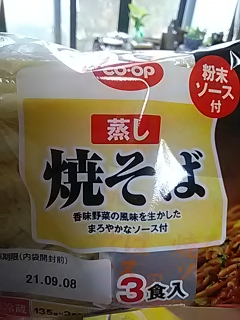 CO·OP
粉末
ソース
付
蒸し
焼そば
香味野菜の風味を生かした
まろやかなソース付
期限(内袋開封前)
21.09.08
3食入